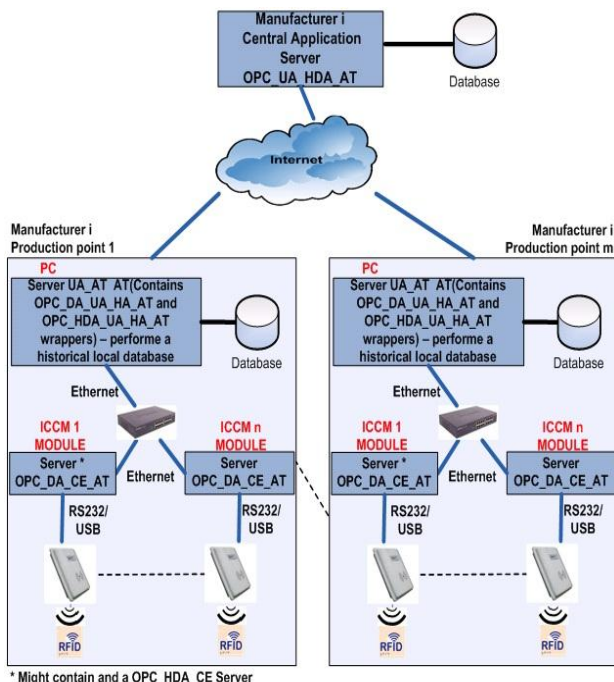 Manufacturer i
Central Application
Server
OPC_UA_HDA_AT
Database
Internet
Manufacturer i
Production point 1
Manufacturer i
Production point m
PC
Server UA_AT AT(Contains
OPC_DA_UA_HA_AT and
OPC_HDA_UA_HA_AT
wrappers) – performe a
historical local database
Database
Ethernet
ICCM 1
MODULE
ICCM n
MODULE
Server *
OPC_DA_CE_AT
Ethernet
Server
OPC_DA_CE_AT
RS232/
USB
RS232/
USB
RFiD
RFiD
PC
Server UA_AT AT(Contains
OPC_DA_UA_HA_AT and
OPC_HDA_UA_HA_AT
wrappers) – performe a
historical local database
Database
Ethernet
ICCM 1
MODULE
ICCM n
MODULE
Server *
OPC_DA_CE_AT
Ethernet
Server
OPC_DA_CE_AT
RS232/
USB
RS232/
USB
RFiD
RFiD
* Might contain and a OPC_HDA_CE Server